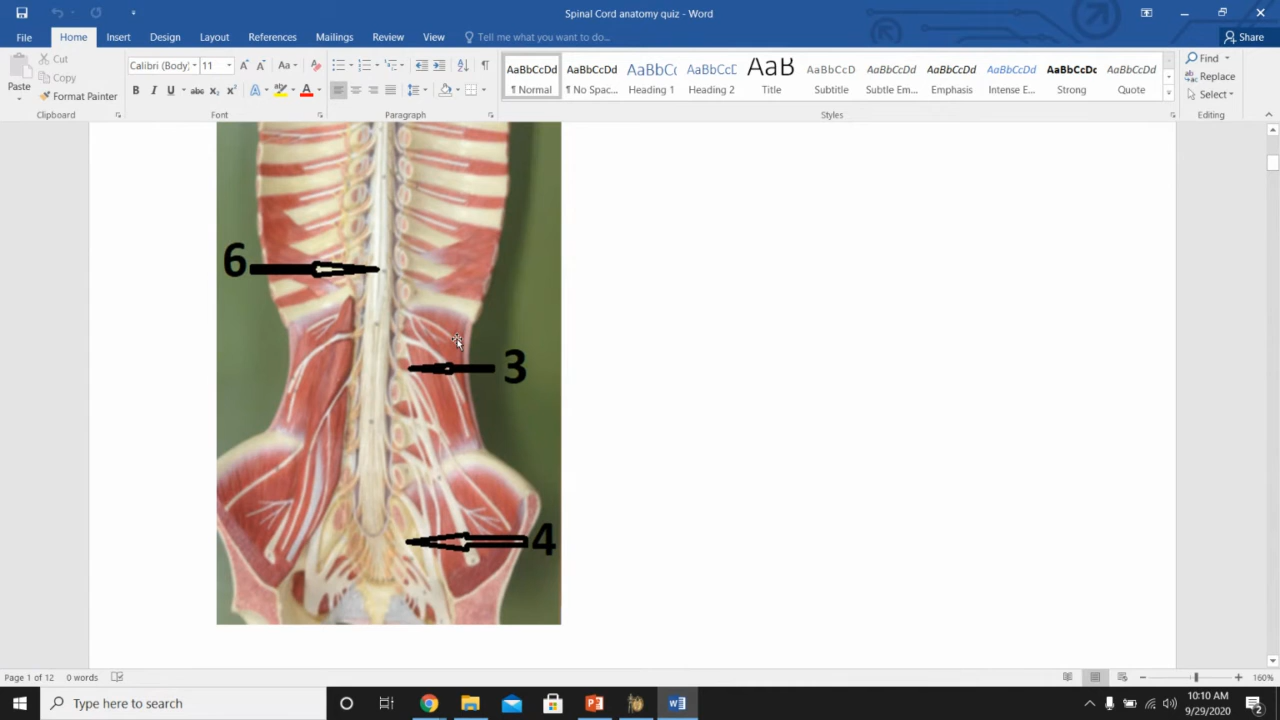 Spinal Cord anatomy quiz - Word
File Home Insert Design Layout References Mailings Review View Tell me what you want to do... Share
Paste
Cut
Copy
Format Painter
Clipboard
Calibri (Body) 11
Font
Paragraph
AaBbCcDd AaBbCcDd AaBbCc AaBbCcC AaB AaBbCcD AaBbCcDd AaBbCcDd AaBbCcDd AaBbCcDc AaBbCcDd
¶ Normal ¶ No Spac... Heading 1 Heading 2 Title Subtitle Subtle Em... Emphasis Intense E... Strong Quote
Styles
Find
Replace
Select
Editing
6
3
4
Page 1 of 12 0 words 160%
Type here to search
10:10 AM
9/29/2020
2